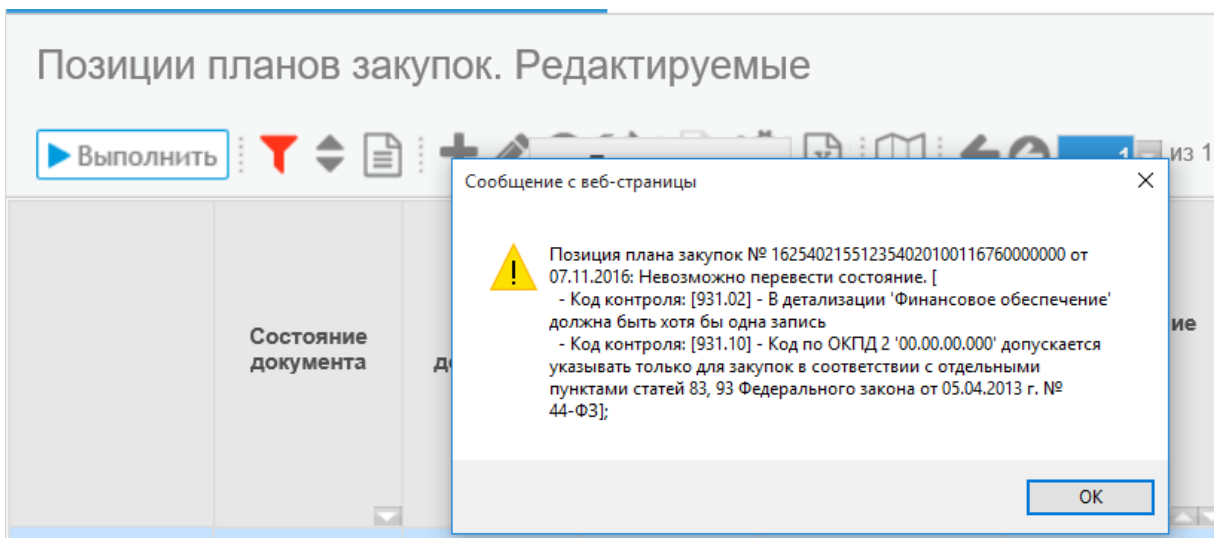 Позиции планов закупок. Редактируемые
Выполнить
1
из 1
Сообщение с веб-страницы
Позиция плана закупок № 162540215512354020100116760000000 от
07.11.2016: Невозможно перевести состояние. [
- Код контроля: [931.02] - В детализации 'Финансовое обеспечение'
должна быть хотя бы одна запись
- Код контроля: [931.10] - Код по ОКПД 2 '00.00.00.000' допускается
указывать только для закупок в соответствии с отдельными
пунктами статей 83, 93 Федерального закона от 05.04.2013 г. №
44-ФЗ];
Состояние
документа
ие
OK